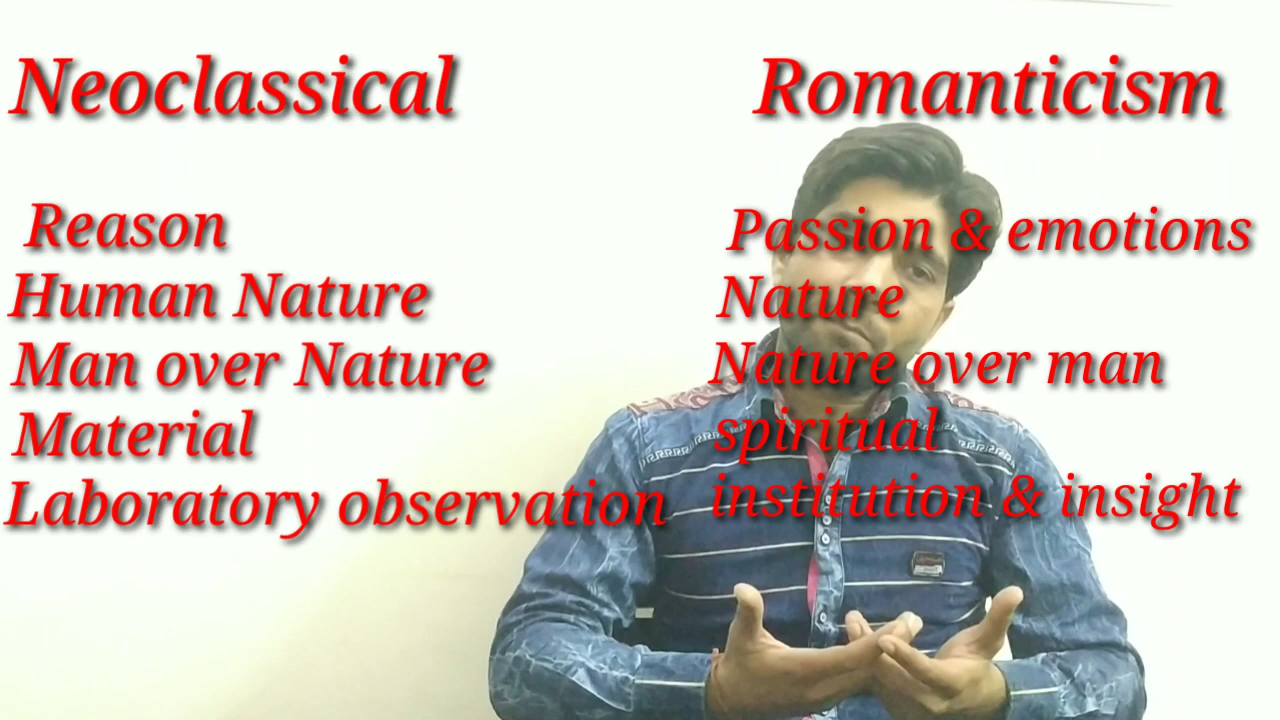 Neoclassical
Reason
Human Nature
Man over Nature
Material
Laboratory observation
Romanticism
Passion & emotions
Nature
Nature over man
spiritual
institution & insight